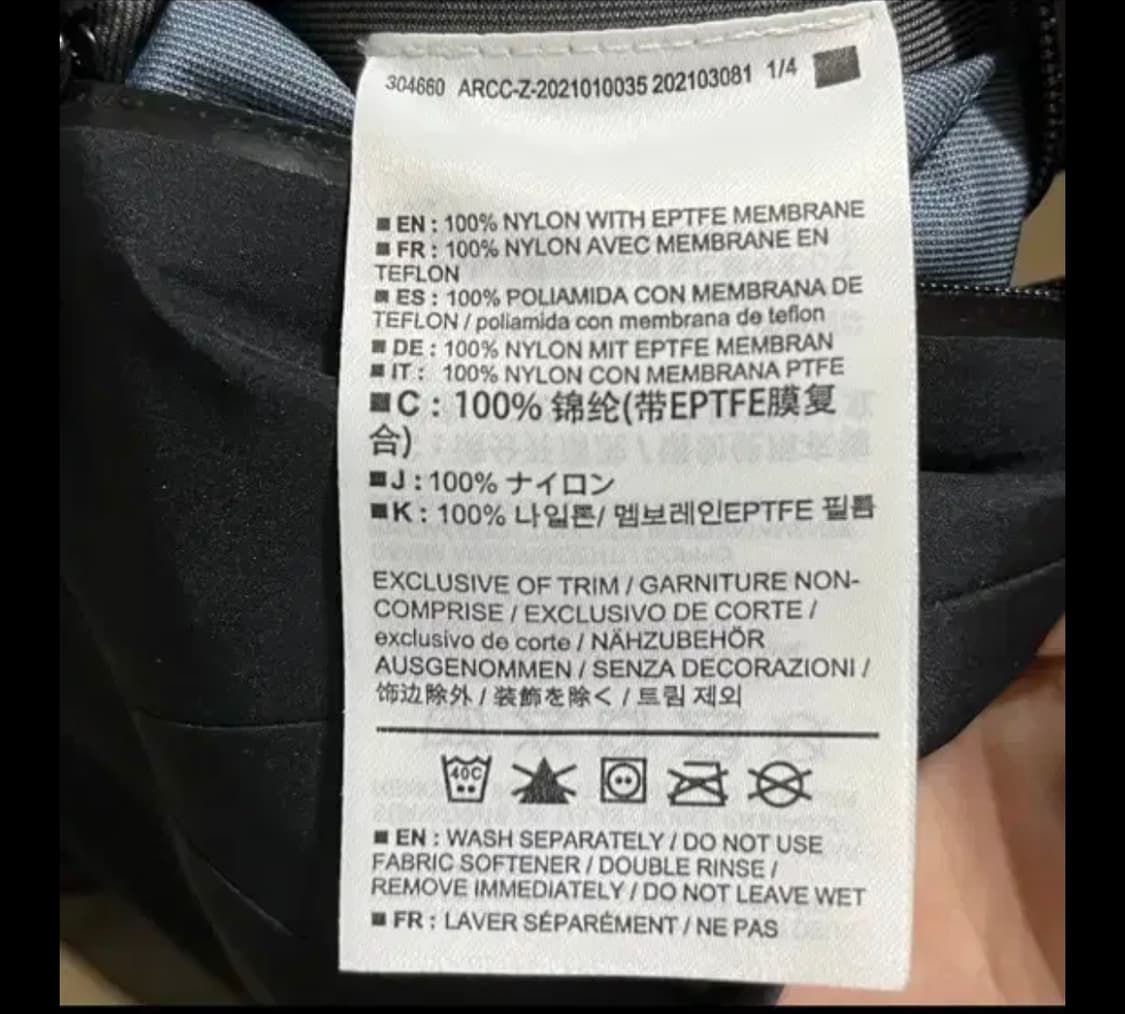 304660 ARCC-Z-2021010035 202103081 1/4
EN : 100% NYLON WITH EPTFE MEMBRANE
FR : 100% NYLON AVEC MEMBRANE EN
TEFLON
ES : 100% POLIAMIDA CON MEMBRANA DE
TEFLON / poliamida con membrana de teflon
DE : 100% NYLON MIT EPTFE MEMBRAN
IT : 100% NYLON CON MEMBRANA PTFE
C : 100% 锦纶(带EPTFE膜复
合)
J : 100% ナイロン
K : 100% 나일론/ 멤브레인EPTFE 필름
EXCLUSIVE OF TRIM / GARNITURE NON-
COMPRISE / EXCLUSIVO DE CORTE /
exclusivo de corte / NÄHZUBEHÖR
AUSGENOMMEN / SENZA DECORAZIONI /
饰边除外 / 装飾を除く / 트림 제외
40C
EN : WASH SEPARATELY / DO NOT USE
FABRIC SOFTENER / DOUBLE RINSE /
REMOVE IMMEDIATELY / DO NOT LEAVE WET
FR : LAVER SÉPARÉMENT / NE PAS